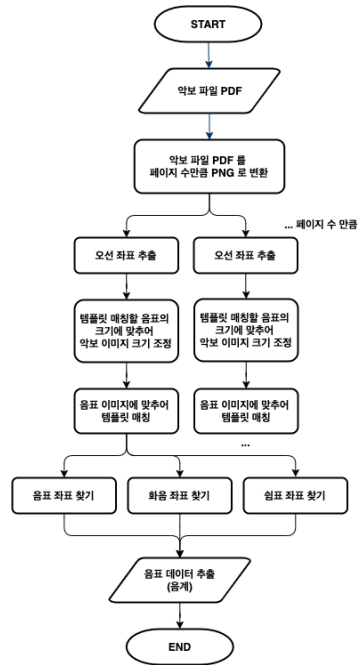 START
악보 파일 PDF
악보 파일 PDF 를
페이지 수만큼 PNG 로 변환
... 페이지 수 만큼
오선 좌표 추출
오선 좌표 추출
템플릿 매칭할 음표의
크기에 맞추어
악보 이미지 크기 조정
템플릿 매칭할 음표의
크기에 맞추어
악보 이미지 크기 조정
음표 이미지에 맞추어
템플릿 매칭
음표 이미지에 맞추어
템플릿 매칭
...
음표 좌표 찾기
화음 좌표 찾기
쉼표 좌표 찾기
음표 데이터 추출
(음계)
END